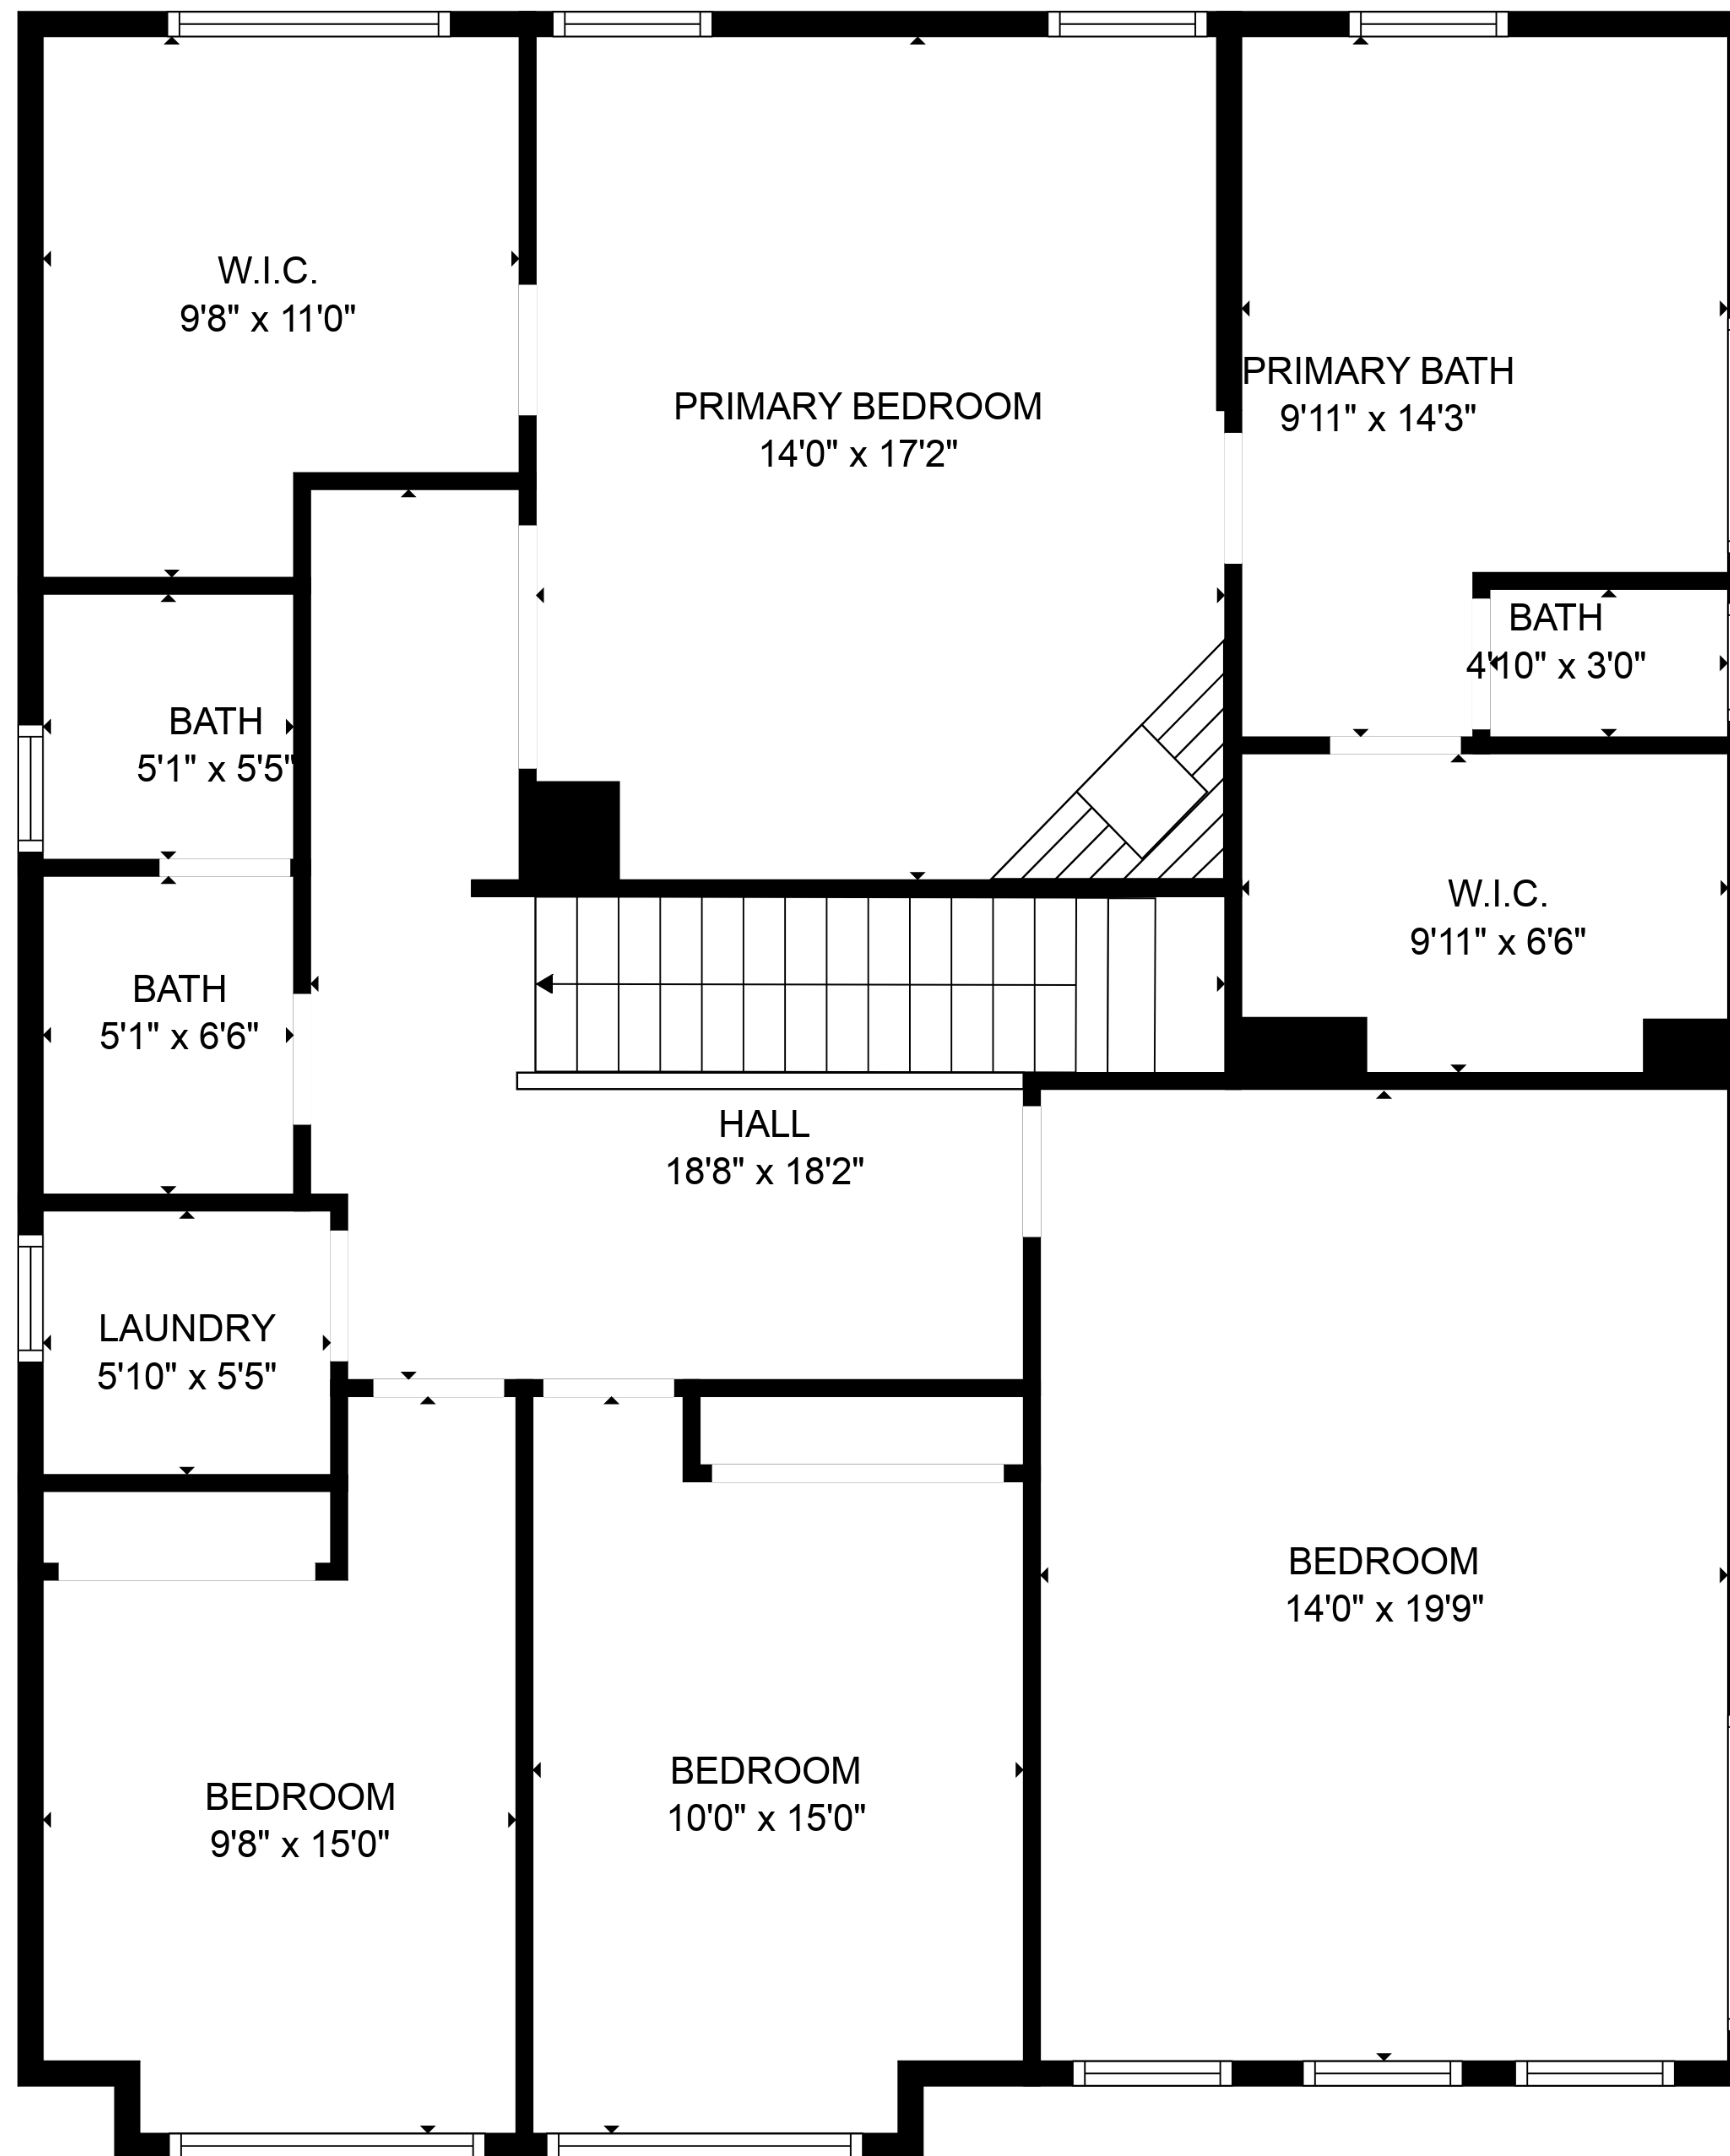 W.I.C.
9'8" x 11'0"
PRIMARY BEDROOM
14'0" x 17'2"
PRIMARY BATH
9'11" x 14'3"
BATH
4'10" x 3'0"
BATH
5'1" x 5'5"
W.I.C.
9'11" x 6'6"
BATH
5'1" x 6'6"
HALL
18'8" x 18'2"
LAUNDRY
5'10" x 5'5"
BEDROOM
14'0" x 19'9"
BEDROOM
10'0" x 15'0"
BEDROOM
9'8" x 15'0"